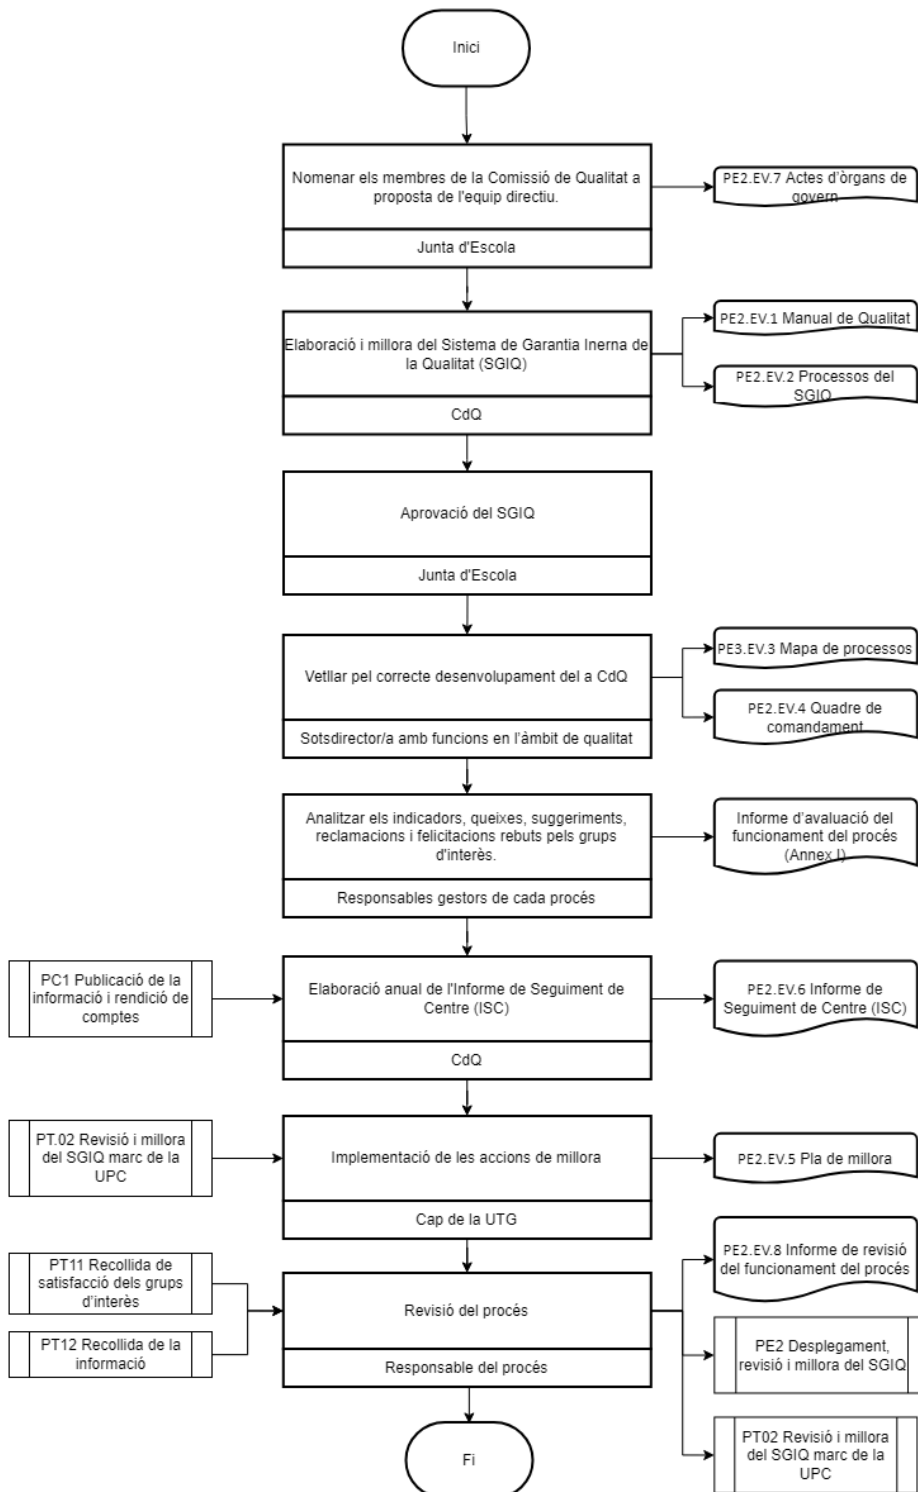 Inici
Nomenar els membres de la Comissió de Qualitat a
proposta de l'equip directiu.
Junta d'Escola
PE2.EV.7 Actes d'òrgans de
govern
Elaboració i millora del Sistema de Garantia Inerna de
la Qualitat (SGIQ)
CdQ
PE2.EV.1 Manual de Qualitat
PE2.EV.2 Processos del
SGIQ
Aprovació del SGIQ
Junta d'Escola
Vetllar pel correcte desenvolupament del a CdQ
Sotsdirector/a amb funcions en l'àmbit de qualitat
PE3.EV.3 Mapa de processos
PE2.EV.4 Quadre de
comandament
Analitzar els indicadors, queixes, suggeriments,
reclamacions i felicitacions rebuts pels grups
d'interès.
Responsables gestors de cada procés
Informe d'avaluació del
funcionament del procés
(Annex I)
PC1 Publicació de la
informació i rendició de
comptes
Elaboració anual de l'Informe de Seguiment de
Centre (ISC)
CdQ
PE2.EV.6 Informe de
Seguiment de Centre (ISC)
PT.02 Revisió i millora
del SGIQ marc de la
UPC
Implementació de les accions de millora
Cap de la UTG
PE2.EV.5 Pla de millora
PT11 Recollida de
satisfacció dels grups
d'interès
PT12 Recollida de la
informació
Revisió del procés
Responsable del procés
PE2.EV.8 Informe de revisió
del funcionament del procés
PE2 Desplegament,
revisió i millora del SGIQ
PT02 Revisió i millora
del SGIQ marc de la
UPC
Fi